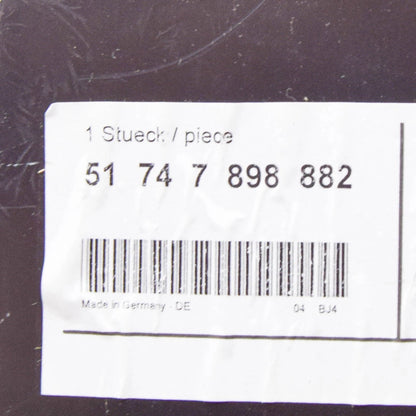 1 Stueck / piece
51 74 7 898 882
Made in Germany - DE 04 BJ4